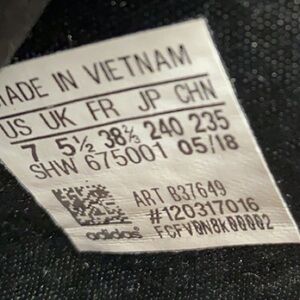 MADE IN VIETNAM
US UK FR JP CHN
7 5½ 38⅔ 240 235
SHW 675001 05/18
ART B37649
#120317016
adidas FCFV0N8K00002